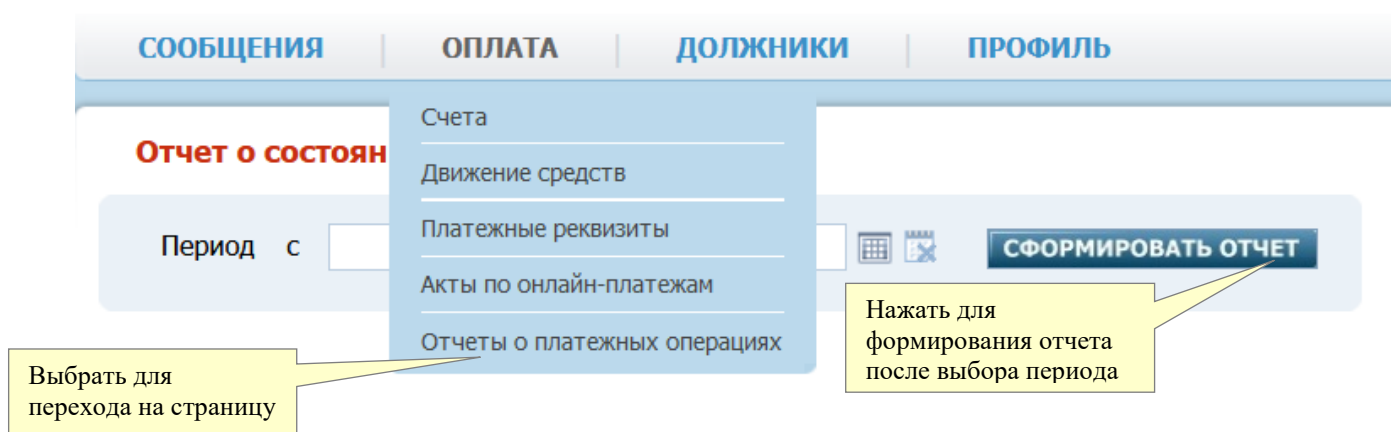 СООБЩЕНИЯ ОПЛАТА ДОЛЖНИКИ ПРОФИЛЬ
Счета
Отчет о состоян
Движение средств
Платежные реквизиты
Период с
СФОРМИРОВАТЬ ОТЧЕТ
Акты по онлайн-платежам
Отчеты о платежных операциях
Нажать для
формирования отчета
после выбора периода
Выбрать для
перехода на страницу